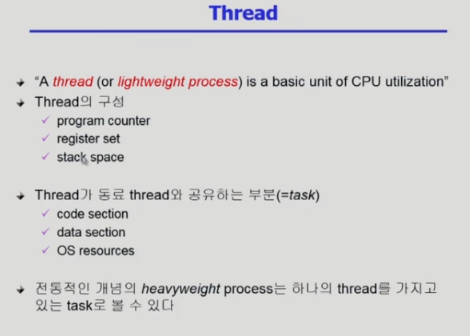 Thread
“A thread (or lightweight process) is a basic unit of CPU utilization”
Thread의 구성
program counter
register set
stack space
Thread가 동료 thread와 공유하는 부분(=task)
code section
data section
OS resources
전통적인 개념의 heavyweight process는 하나의 thread를 가지고
있는 task로 볼 수 있다